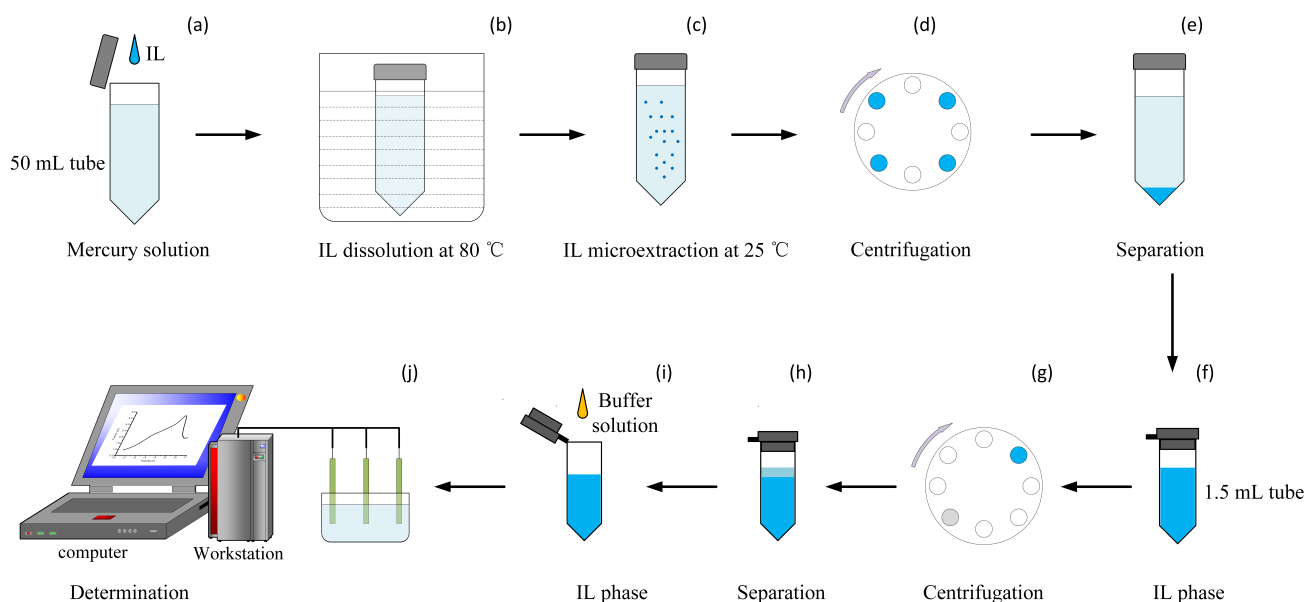 (a)
(b)
(c)
(d)
(e)
IL
50 mL tube
Mercury solution
IL dissolution at 80 ℃
IL microextraction at 25 ℃
Centrifugation
Separation
(j)
(i)
(h)
(g)
(f)
Buffer
solution
1.5 mL tube
computer
Workstation
Determination
IL phase
Separation
Centrifugation
IL phase